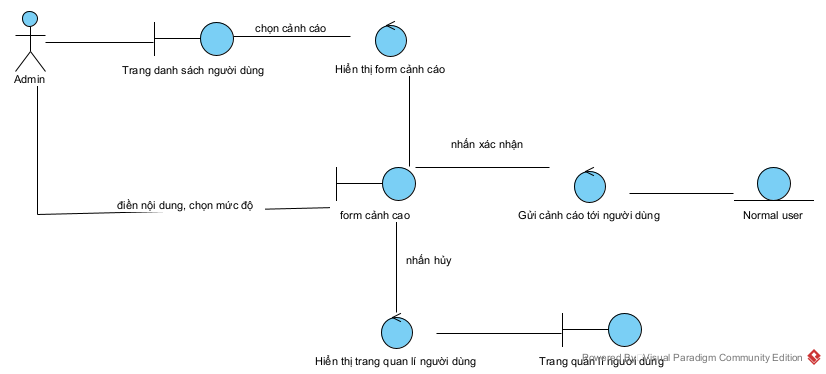 chọn cảnh cáo
Admin
Trang danh sách người dùng
Hiển thị form cảnh cáo
nhấn xác nhận
điền nội dung, chọn mức độ
form cảnh cao
Gửi cảnh cáo tới người dùng
Normal user
nhấn hủy
Hiển thị trang quan lí người dùng
Trang quản lí người dùng
Powered By Visual Paradigm Community Edition